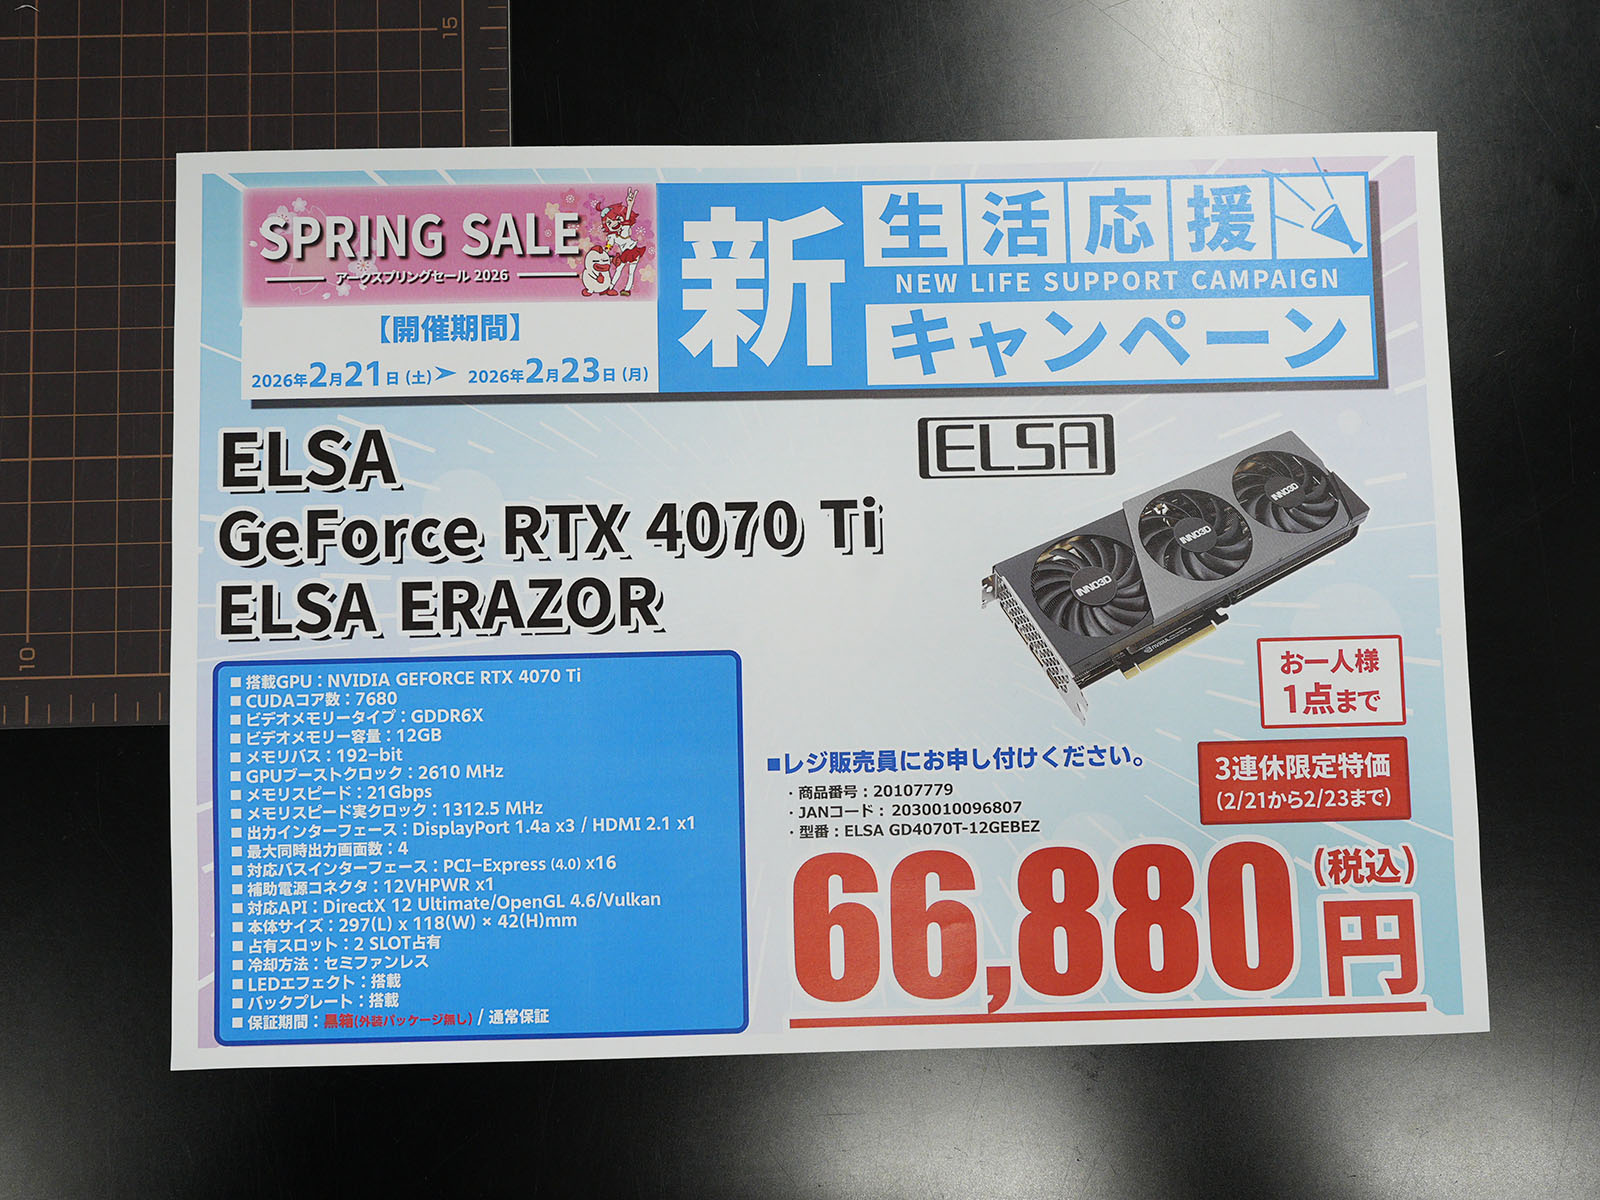 15
10
SPRING SALE
アークスプリングセール 2026
【開催期間】
2026年2月21日(土)➤ 2026年2月23日(月)
新生活応援
NEW LIFE SUPPORT CAMPAIGN
キャンペーン
ELSA
GeForce RTX 4070 Ti
ELSA ERAZOR
ELSA
INNO3D
INNO3D
INNO3D
NVIDIA
■搭載GPU：NVIDIA GEFORCE RTX 4070 Ti
■CUDAコア数：7680
■ビデオメモリータイプ：GDDR6X
■ビデオメモリー容量：12GB
■メモリバス：192-bit
■GPUブーストクロック：2610 MHz
■メモリスピード：21Gbps
■メモリスピード実クロック：1312.5 MHz
■出力インターフェース：DisplayPort 1.4a x3 / HDMI 2.1 x1
■最大同時出力画面数：4
■対応バスインターフェース：PCI-Express (4.0) x16
■補助電源コネクタ：12VHPWR x1
■対応API：DirectX 12 Ultimate/OpenGL 4.6/Vulkan
■本体サイズ：297(L) x 118(W) × 42(H)mm
■占有スロット：2 SLOT占有
■冷却方法：セミファンレス
■LEDエフェクト：搭載
■バックプレート：搭載
■保証期間：黒箱(外装パッケージ無し) / 通常保証
お一人様
1点まで
■レジ販売員にお申し付けください。
・商品番号：20107779
・JANコード：2030010096807
・型番：ELSA GD4070T-12GEBEZ
3連休限定特価
(2/21から2/23まで)
66,880円(税込)